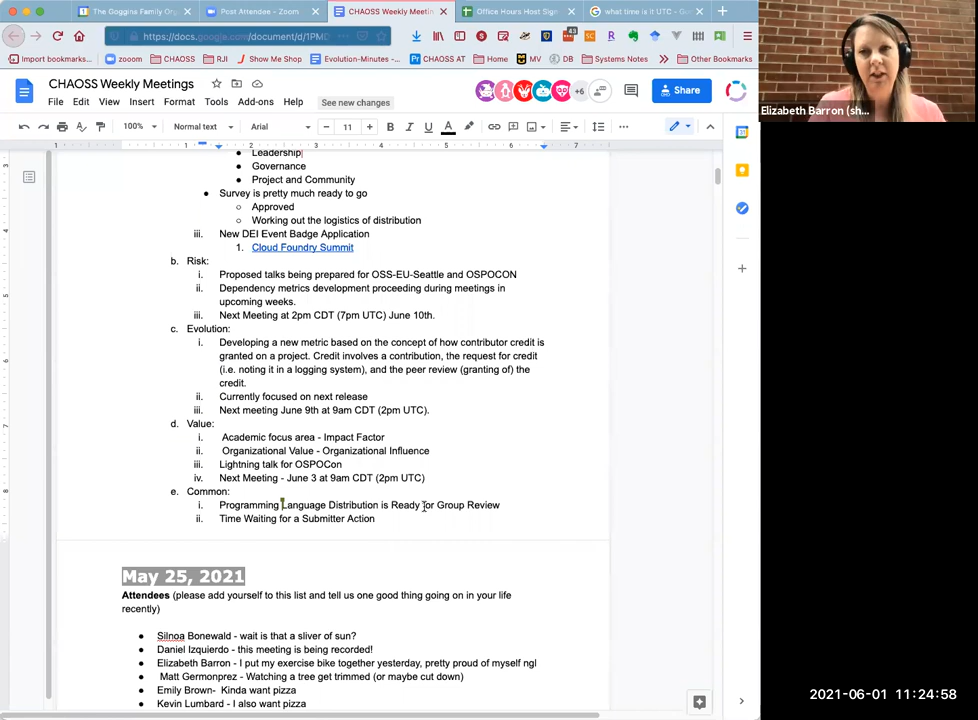 The Goggins Family Org
Post Attendee - Zoom
CHAOSS Weekly Meetin
Office Hours Host Sign
what time is it UTC - Go
https://docs.google.com/document/d/1PMD
Import bookmarks...
zooom
CHAOSS
RJI
Show Me Shop
Evolution-Minutes -...
Project CHAOSS AT
Home
MV
DB
Systems Notes
Other Bookmarks
CHAOSS Weekly Meetings
File Edit View Insert Format Tools Add-ons Help
See new changes
+6
Share
Elizabeth Barron (sh...
100%
Normal text
Arial
11
Leadership
Governance
Project and Community
Survey is pretty much ready to go
Approved
Working out the logistics of distribution
iii. New DEI Event Badge Application
1. Cloud Foundry Summit
b. Risk:
i. Proposed talks being prepared for OSS-EU-Seattle and OSPOCON
ii. Dependency metrics development proceeding during meetings in
upcoming weeks.
iii. Next Meeting at 2pm CDT (7pm UTC) June 10th.
c. Evolution:
i. Developing a new metric based on the concept of how contributor credit is
granted on a project. Credit involves a contribution, the request for credit
(i.e. noting it in a logging system), and the peer review (granting of) the
credit.
ii. Currently focused on next release
iii. Next meeting June 9th at 9am CDT (2pm UTC).
d. Value:
i. Academic focus area - Impact Factor
ii. Organizational Value - Organizational Influence
iii. Lightning talk for OSPOCon
iv. Next Meeting - June 3 at 9am CDT (2pm UTC)
e. Common:
i. Programming Language Distribution is Ready for Group Review
ii. Time Waiting for a Submitter Action
May 25, 2021
Attendees (please add yourself to this list and tell us one good thing going on in your life
recently)
Silnoa Bonewald - wait is that a sliver of sun?
Daniel Izquierdo - this meeting is being recorded!
Elizabeth Barron - I put my exercise bike together yesterday, pretty proud of myself ngl
Matt Germonprez - Watching a tree get trimmed (or maybe cut down)
Emily Brown- Kinda want pizza
Kevin Lumbard - I also want pizza
2021-06-01 11:24:58